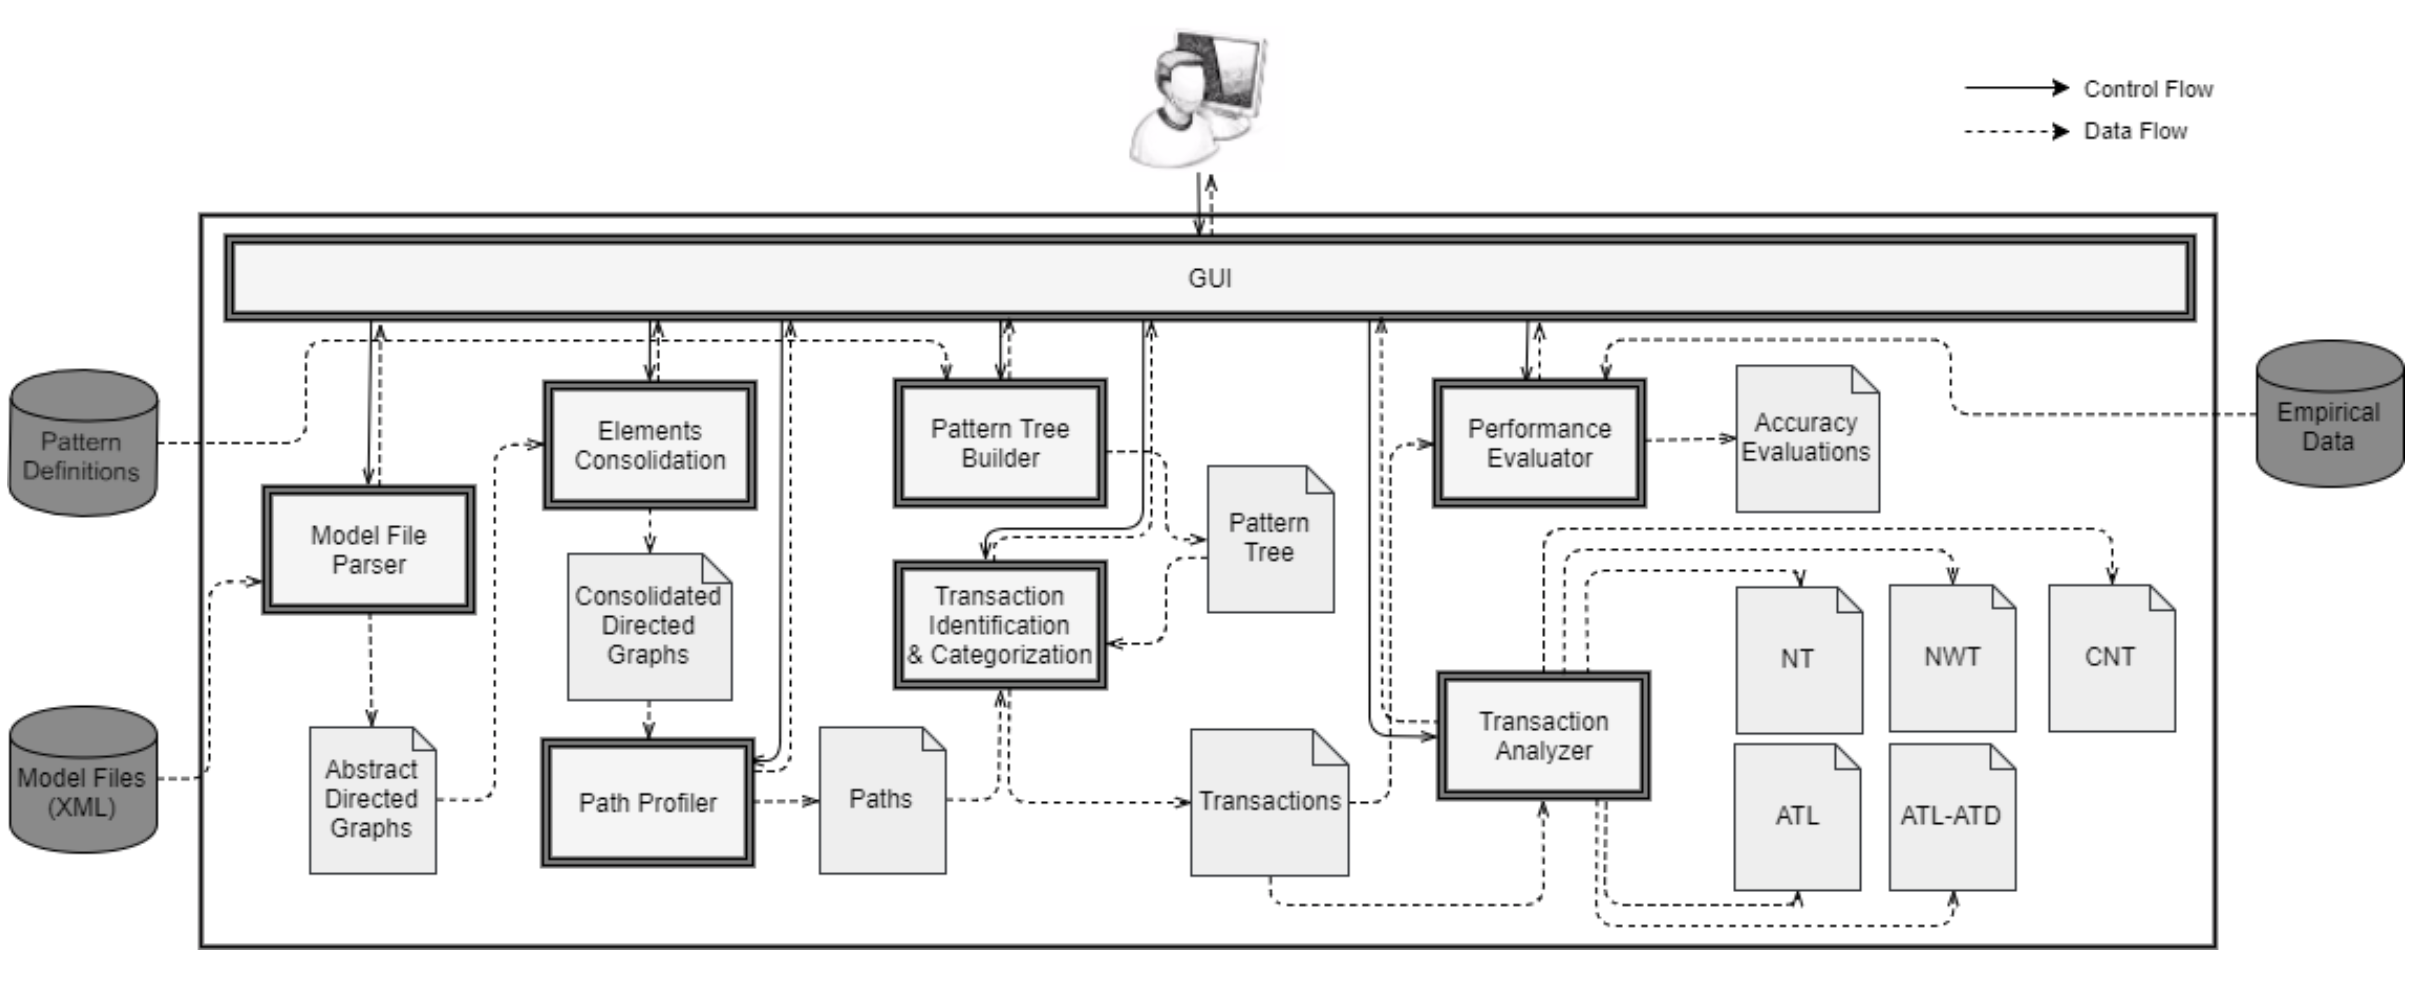 Control Flow
Data Flow
GUI
Pattern
Definitions
Model Files
(XML)
Model File
Parser
Abstract
Directed
Graphs
Elements
Consolidation
Consolidated
Directed
Graphs
Path Profiler
Paths
Pattern Tree
Builder
Pattern
Tree
Transaction
Identification
& Categorization
Transactions
Performance
Evaluator
Accuracy
Evaluations
Transaction
Analyzer
NT
NWT
CNT
ATL
ATL-ATD
Empirical
Data